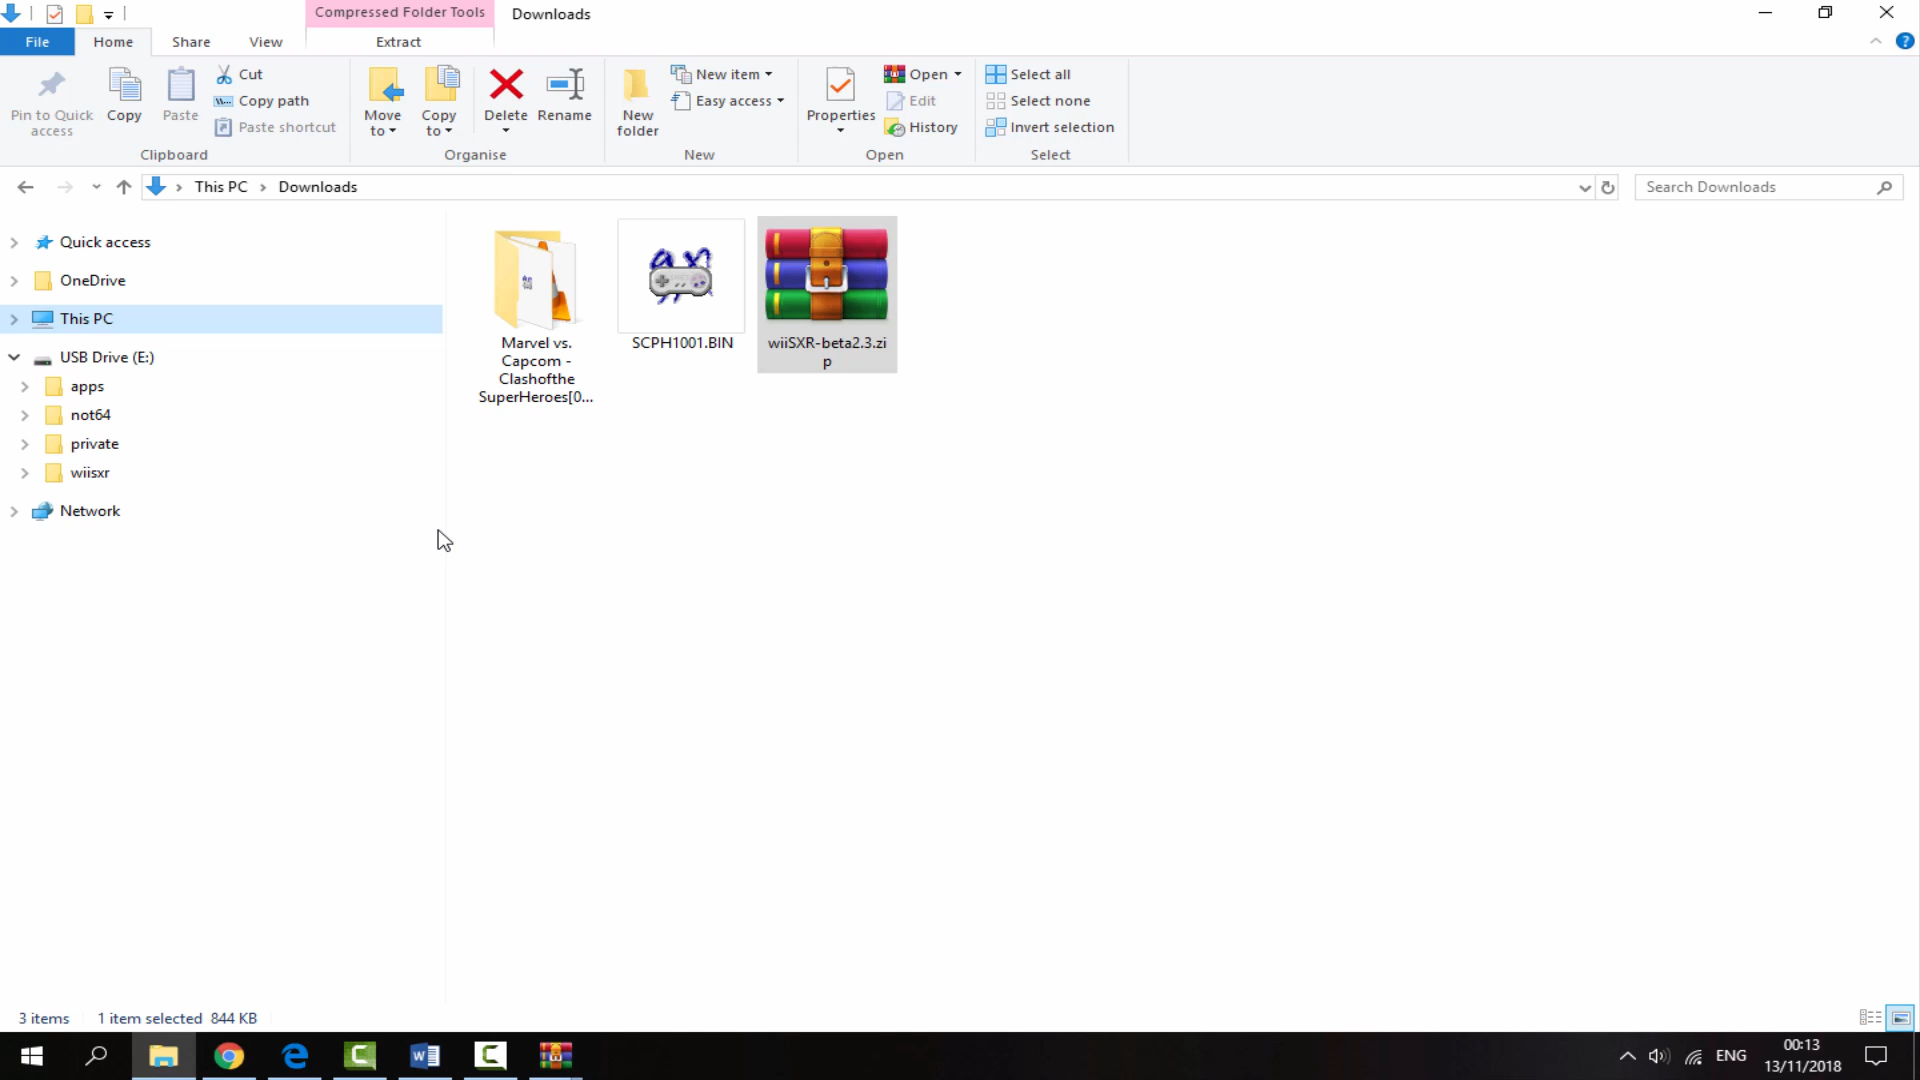 Compressed Folder Tools
Downloads
File
Home
Share
View
Extract
Pin to Quick
access
Copy
Paste
Cut
Copy path
Paste shortcut
Clipboard
Move
to
Copy
to
Delete
Rename
Organise
New
folder
New item
Easy access
New
Properties
Open
Edit
History
Open
Select all
Select none
Invert selection
Select
This PC
Downloads
Search Downloads
Quick access
OneDrive
This PC
USB Drive (E:)
apps
not64
private
wiisxr
Network
Marvel vs.
Capcom -
Clashofthe
SuperHeroes[0...
SCPH1001.BIN
wiiSXR-beta2.3.zi
p
3 items
1 item selected 844 KB
ENG
00:13
13/11/2018